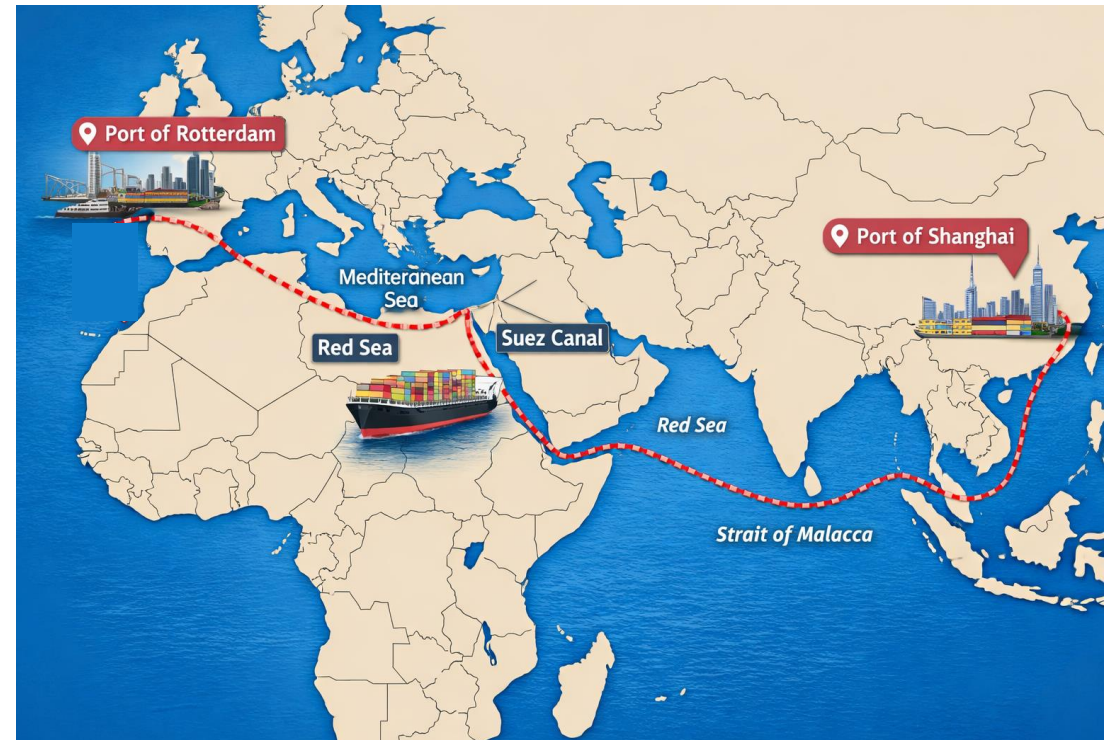 Port of Rotterdam
Port of Shanghai
Mediteranean
Sea
Red Sea
Suez Canal
Red Sea
Strait of Malacca